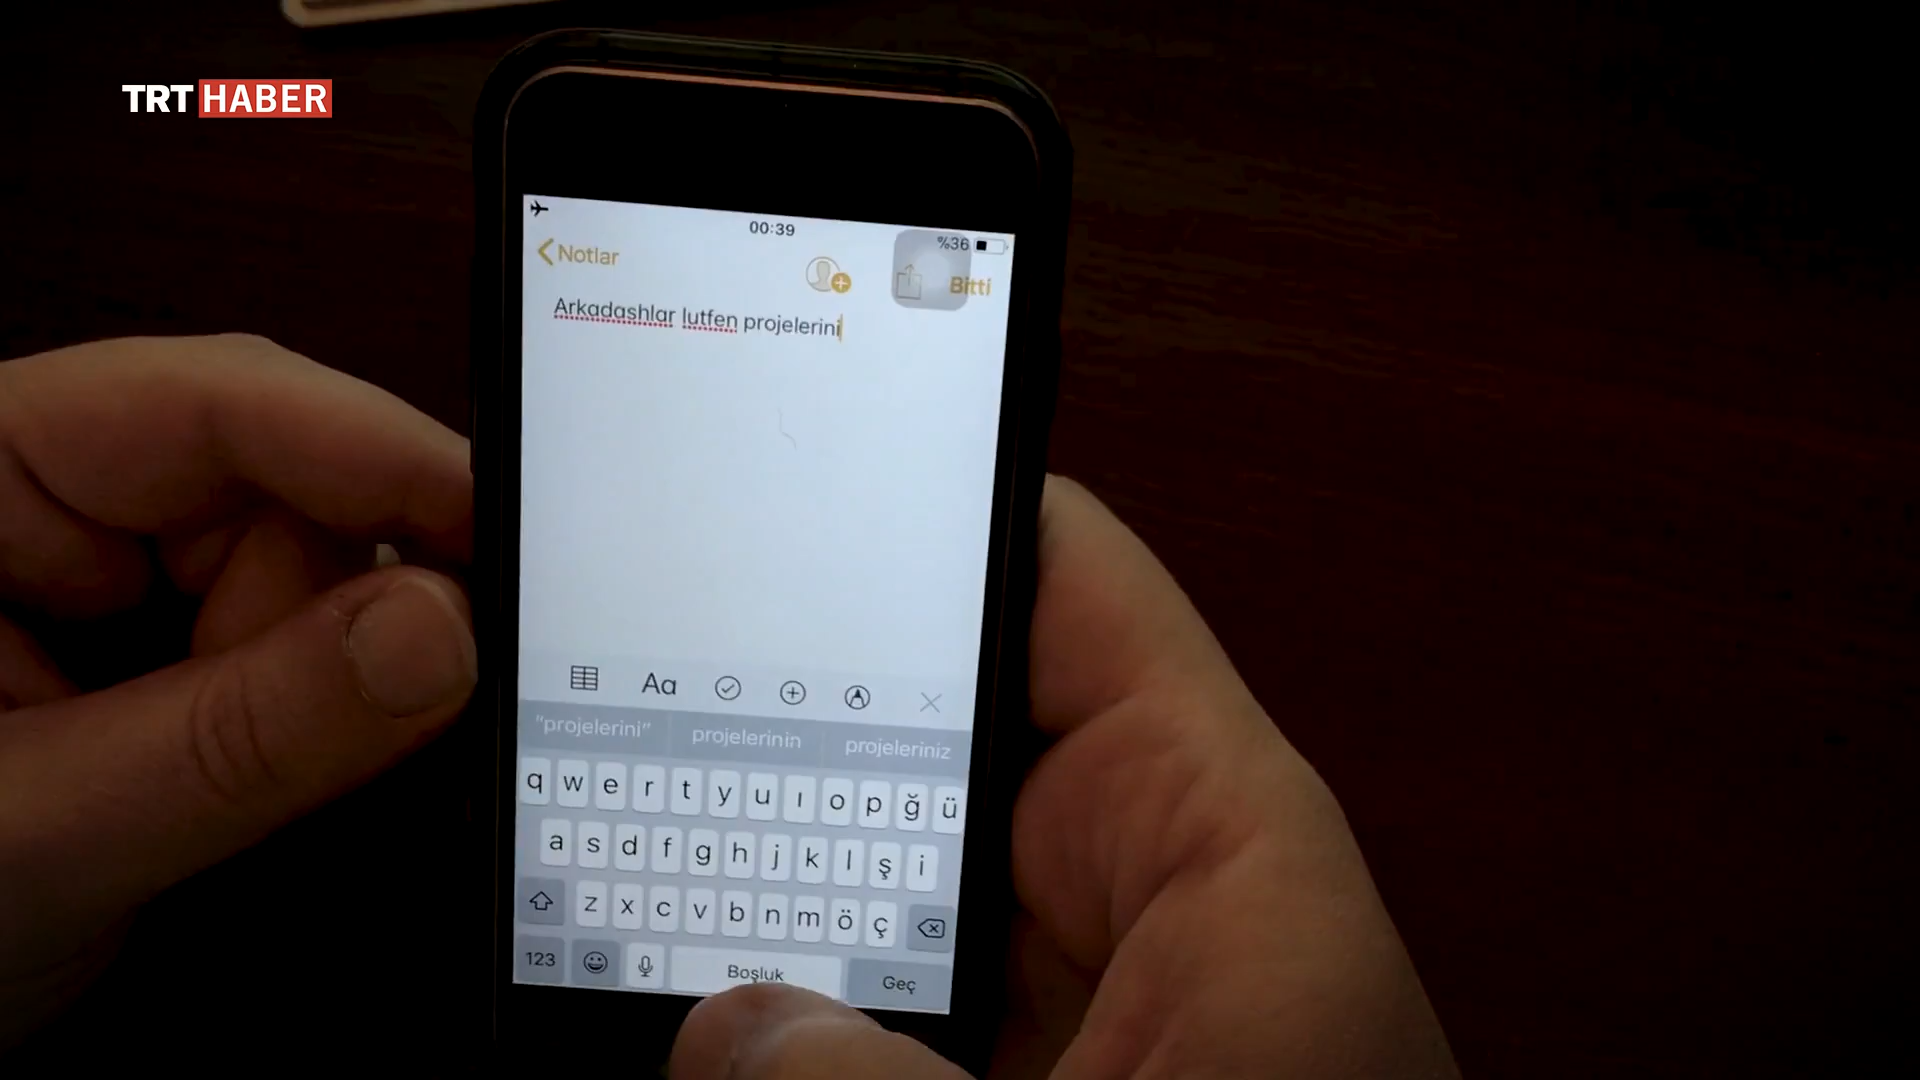 TRT HABER
00:39
%36
Notlar
Bitti
Arkadashlar lutfen projelerini
Aa
"projelerini" projelerinin projeleriniz
q w e r t y u ı o p ğ ü
a s d f g h j k l ş i
z x c v b n m ö ç
123 Boşluk Geç